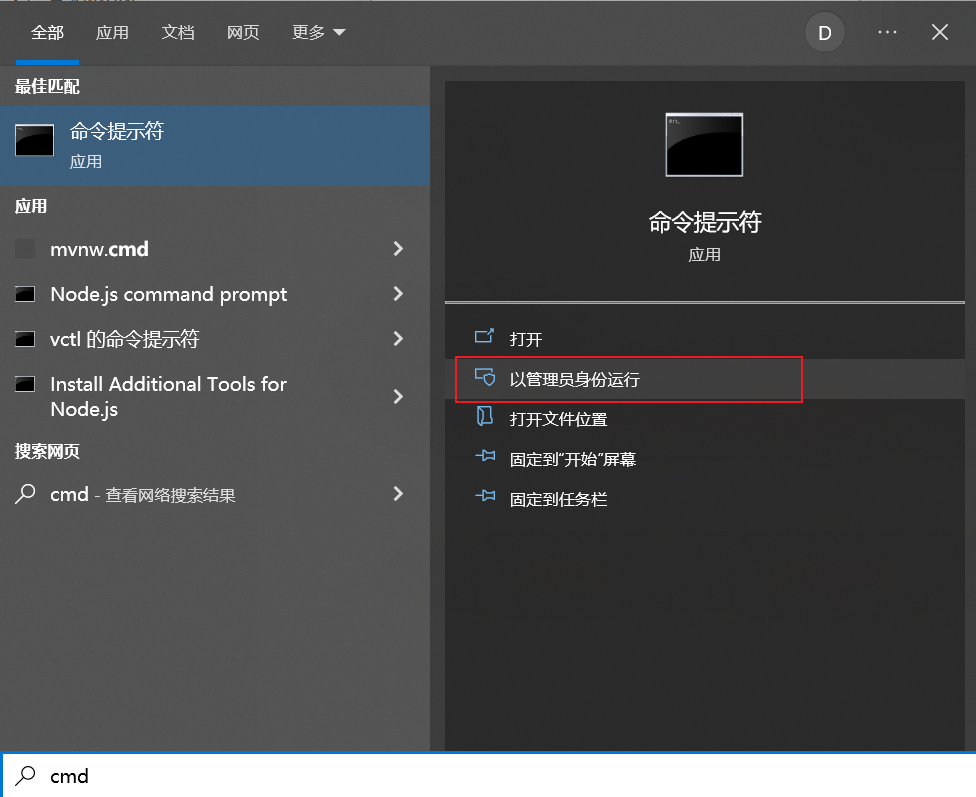 全部 应用 文档 网页 更多 D ···
最佳匹配
命令提示符
应用
应用
mvnw.cmd
Node.js command prompt
vctl 的命令提示符
Install Additional Tools for
Node.js
搜索网页
cmd - 查看网络搜索结果
命令提示符
应用
打开
以管理员身份运行
打开文件位置
固定到“开始”屏幕
固定到任务栏
cmd